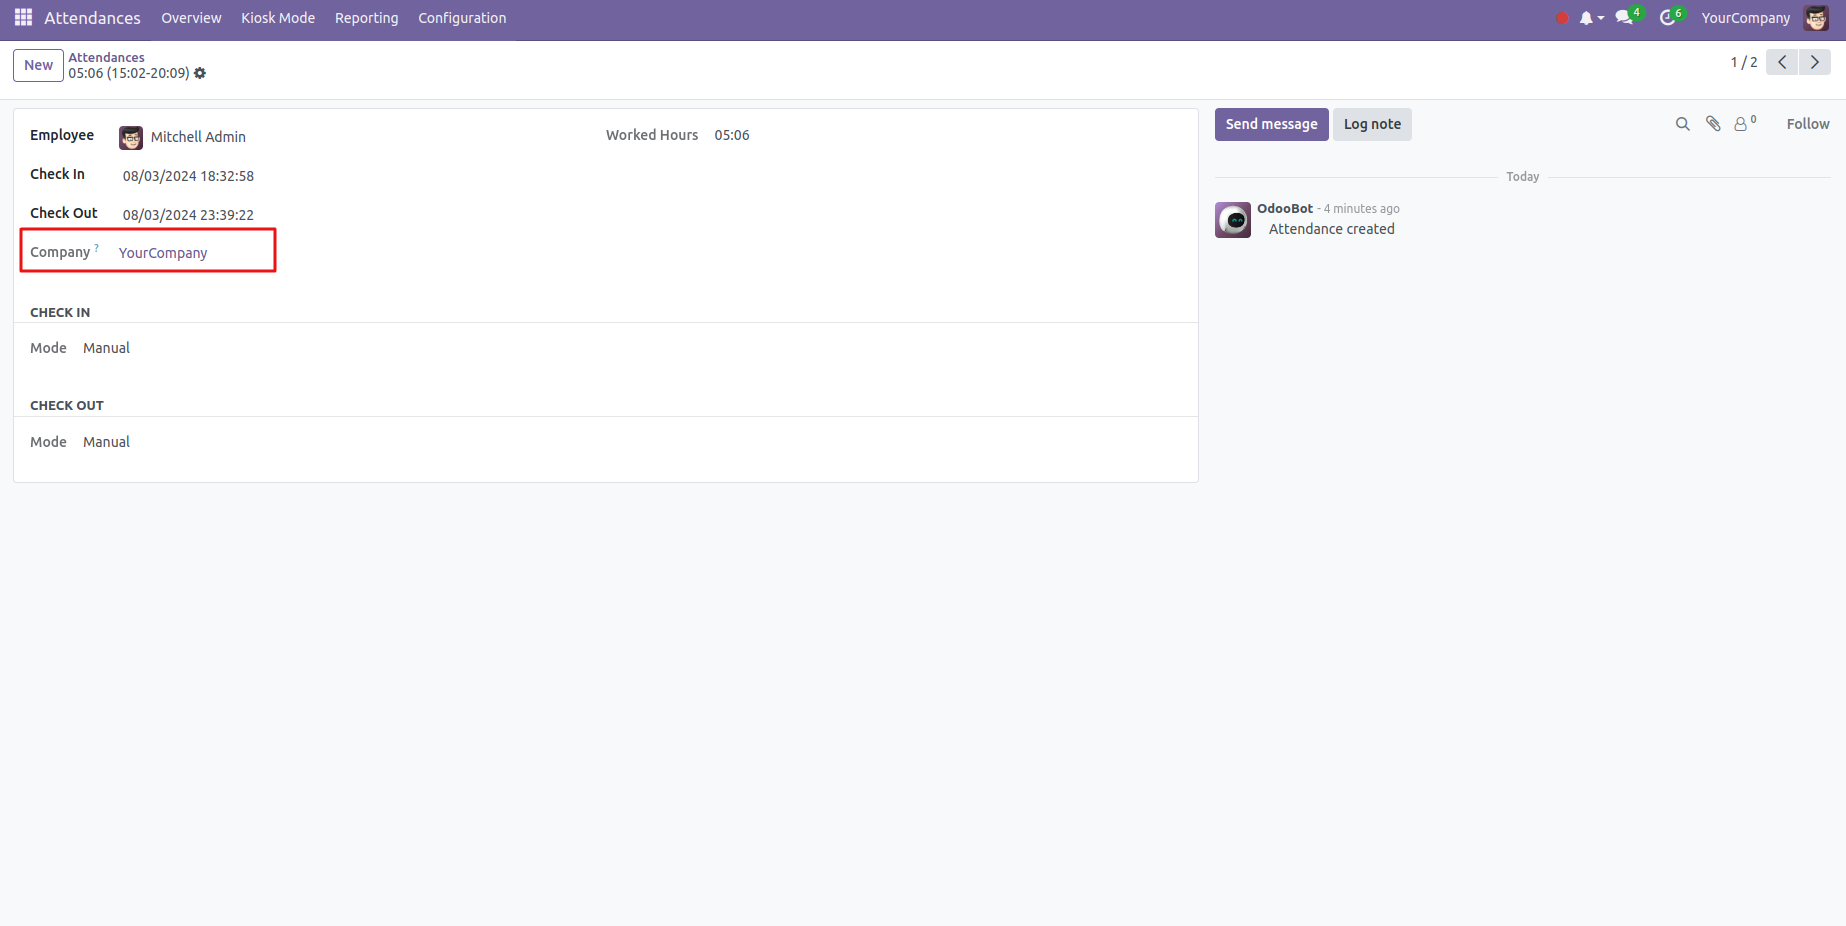 Attendances Overview Kiosk Mode Reporting Configuration 4 6 YourCompany
New Attendances
05:06 (15:02-20:09)
1 / 2
Employee Mitchell Admin Worked Hours 05:06
Check In 08/03/2024 18:32:58
Check Out 08/03/2024 23:39:22
Company ? YourCompany
CHECK IN
Mode Manual
CHECK OUT
Mode Manual
Send message Log note 0 Follow
Today
OdooBot - 4 minutes ago
Attendance created